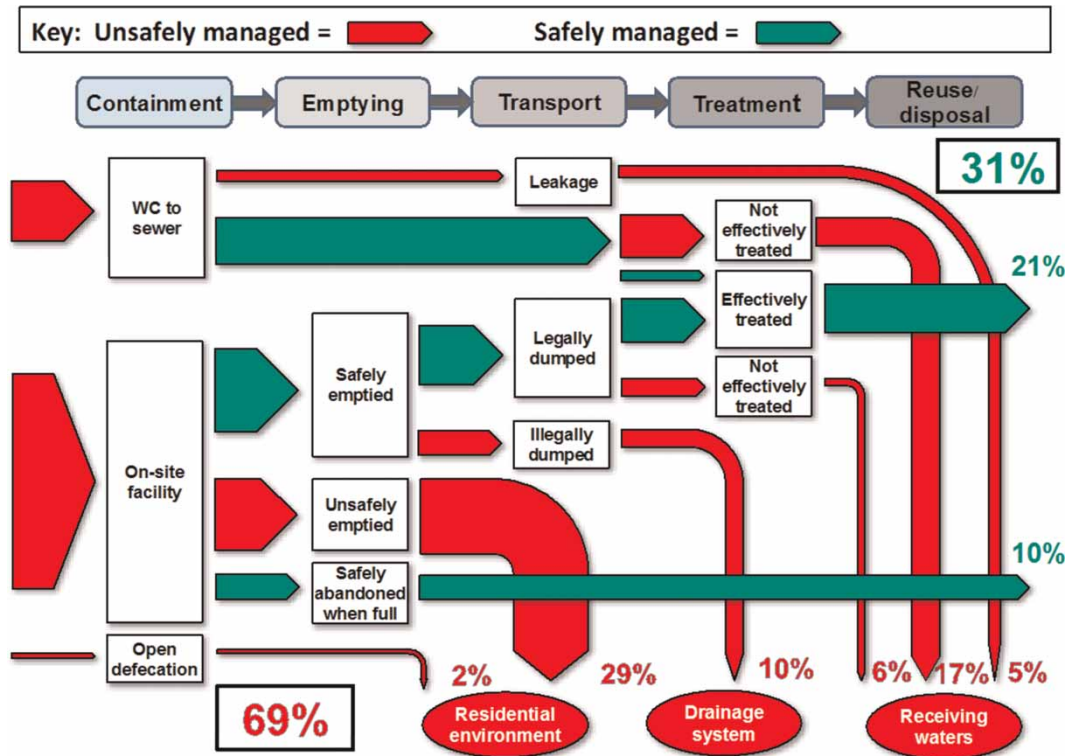 Key: Unsafely managed =
Safely managed =
Containment
Emptying
Transport
Treatment
Reuse/
disposal
31%
WC to
sewer
Leakage
Not
effectively
treated
21%
Effectively
treated
Safely
emptied
Legally
dumped
Not
effectively
treated
On-site
facility
Illegally
dumped
Unsafely
emptied
10%
Safely
abandoned
when full
Open
defecation
69%
2%
29%
10%
6%
17%
5%
Residential
environment
Drainage
system
Receiving
waters